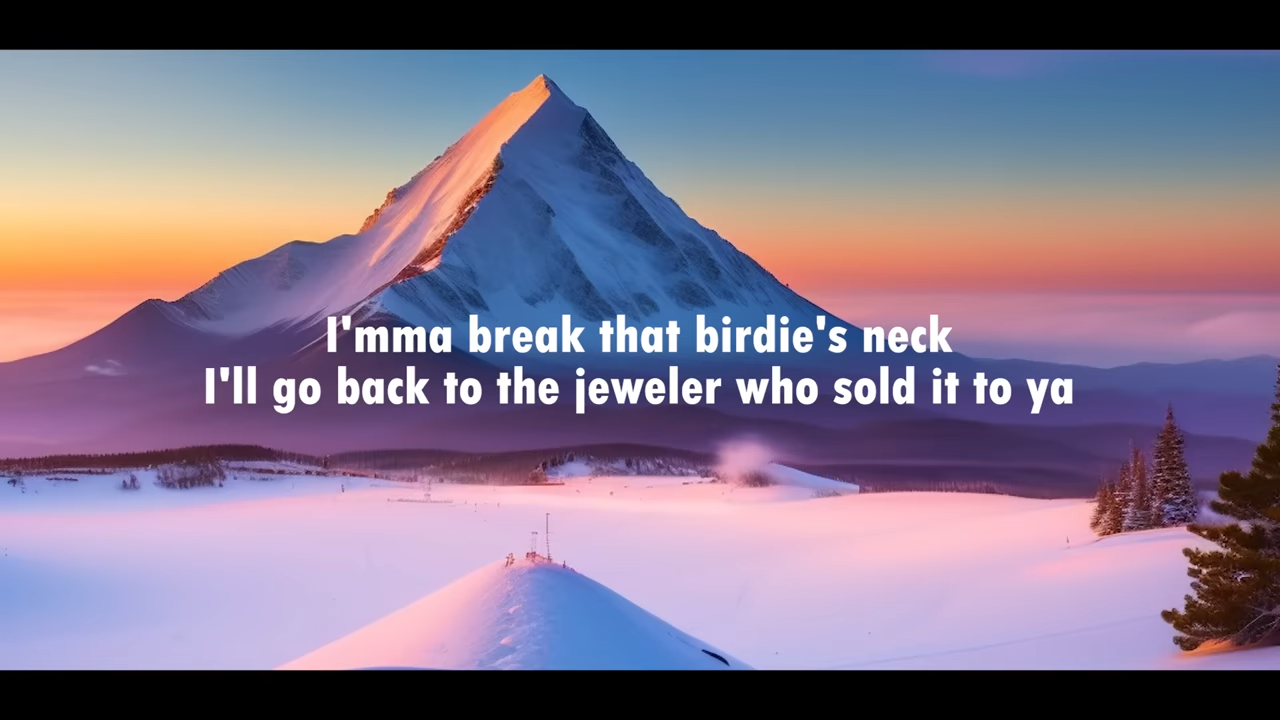 I'mma break that birdie's neck
I'll go back to the jeweler who sold it to ya